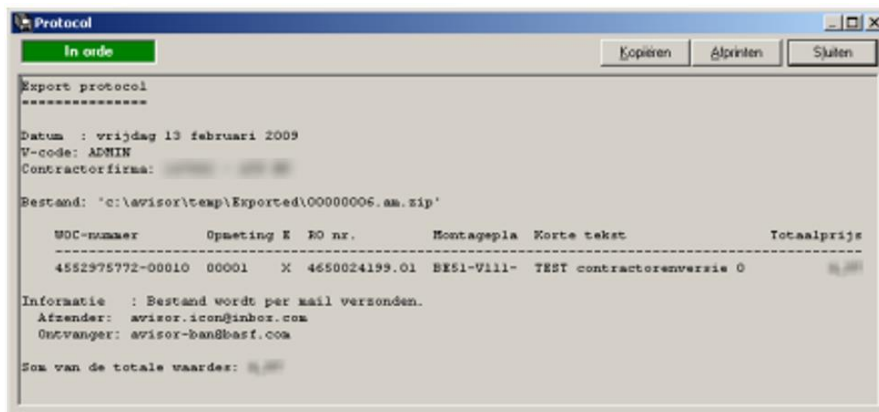 Protocol
In orde
Kopiëren Afprinten Sluiten
Export protocol
===============
Datum : vrijdag 13 februari 2009
V-code: ADMIN
Contractorfirma:
Bestand: 'c:\avisor\temp\Exported\00000006.am.zip'
WOC-nummer Opmeting E RO nr. Montagepla Korte tekst Totaalprijs
4552975772-00010 00001 X 4650024199.01 BE51-V111- TEST contractorenversie 0
Informatie : Bestand wordt per mail verzonden.
Afzender: avisor.icon@inbox.com
Ontvanger: avisor-ban@basf.com
Som van de totale waardes: